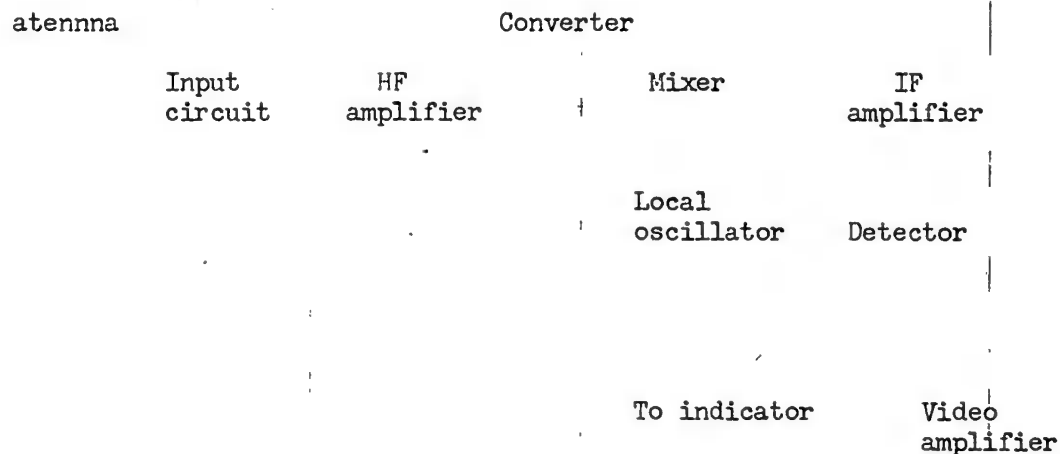 atennna Converter
Input circuit HF amplifier Mixer IF amplifier
Local oscillator Detector
To indicator Video amplifier